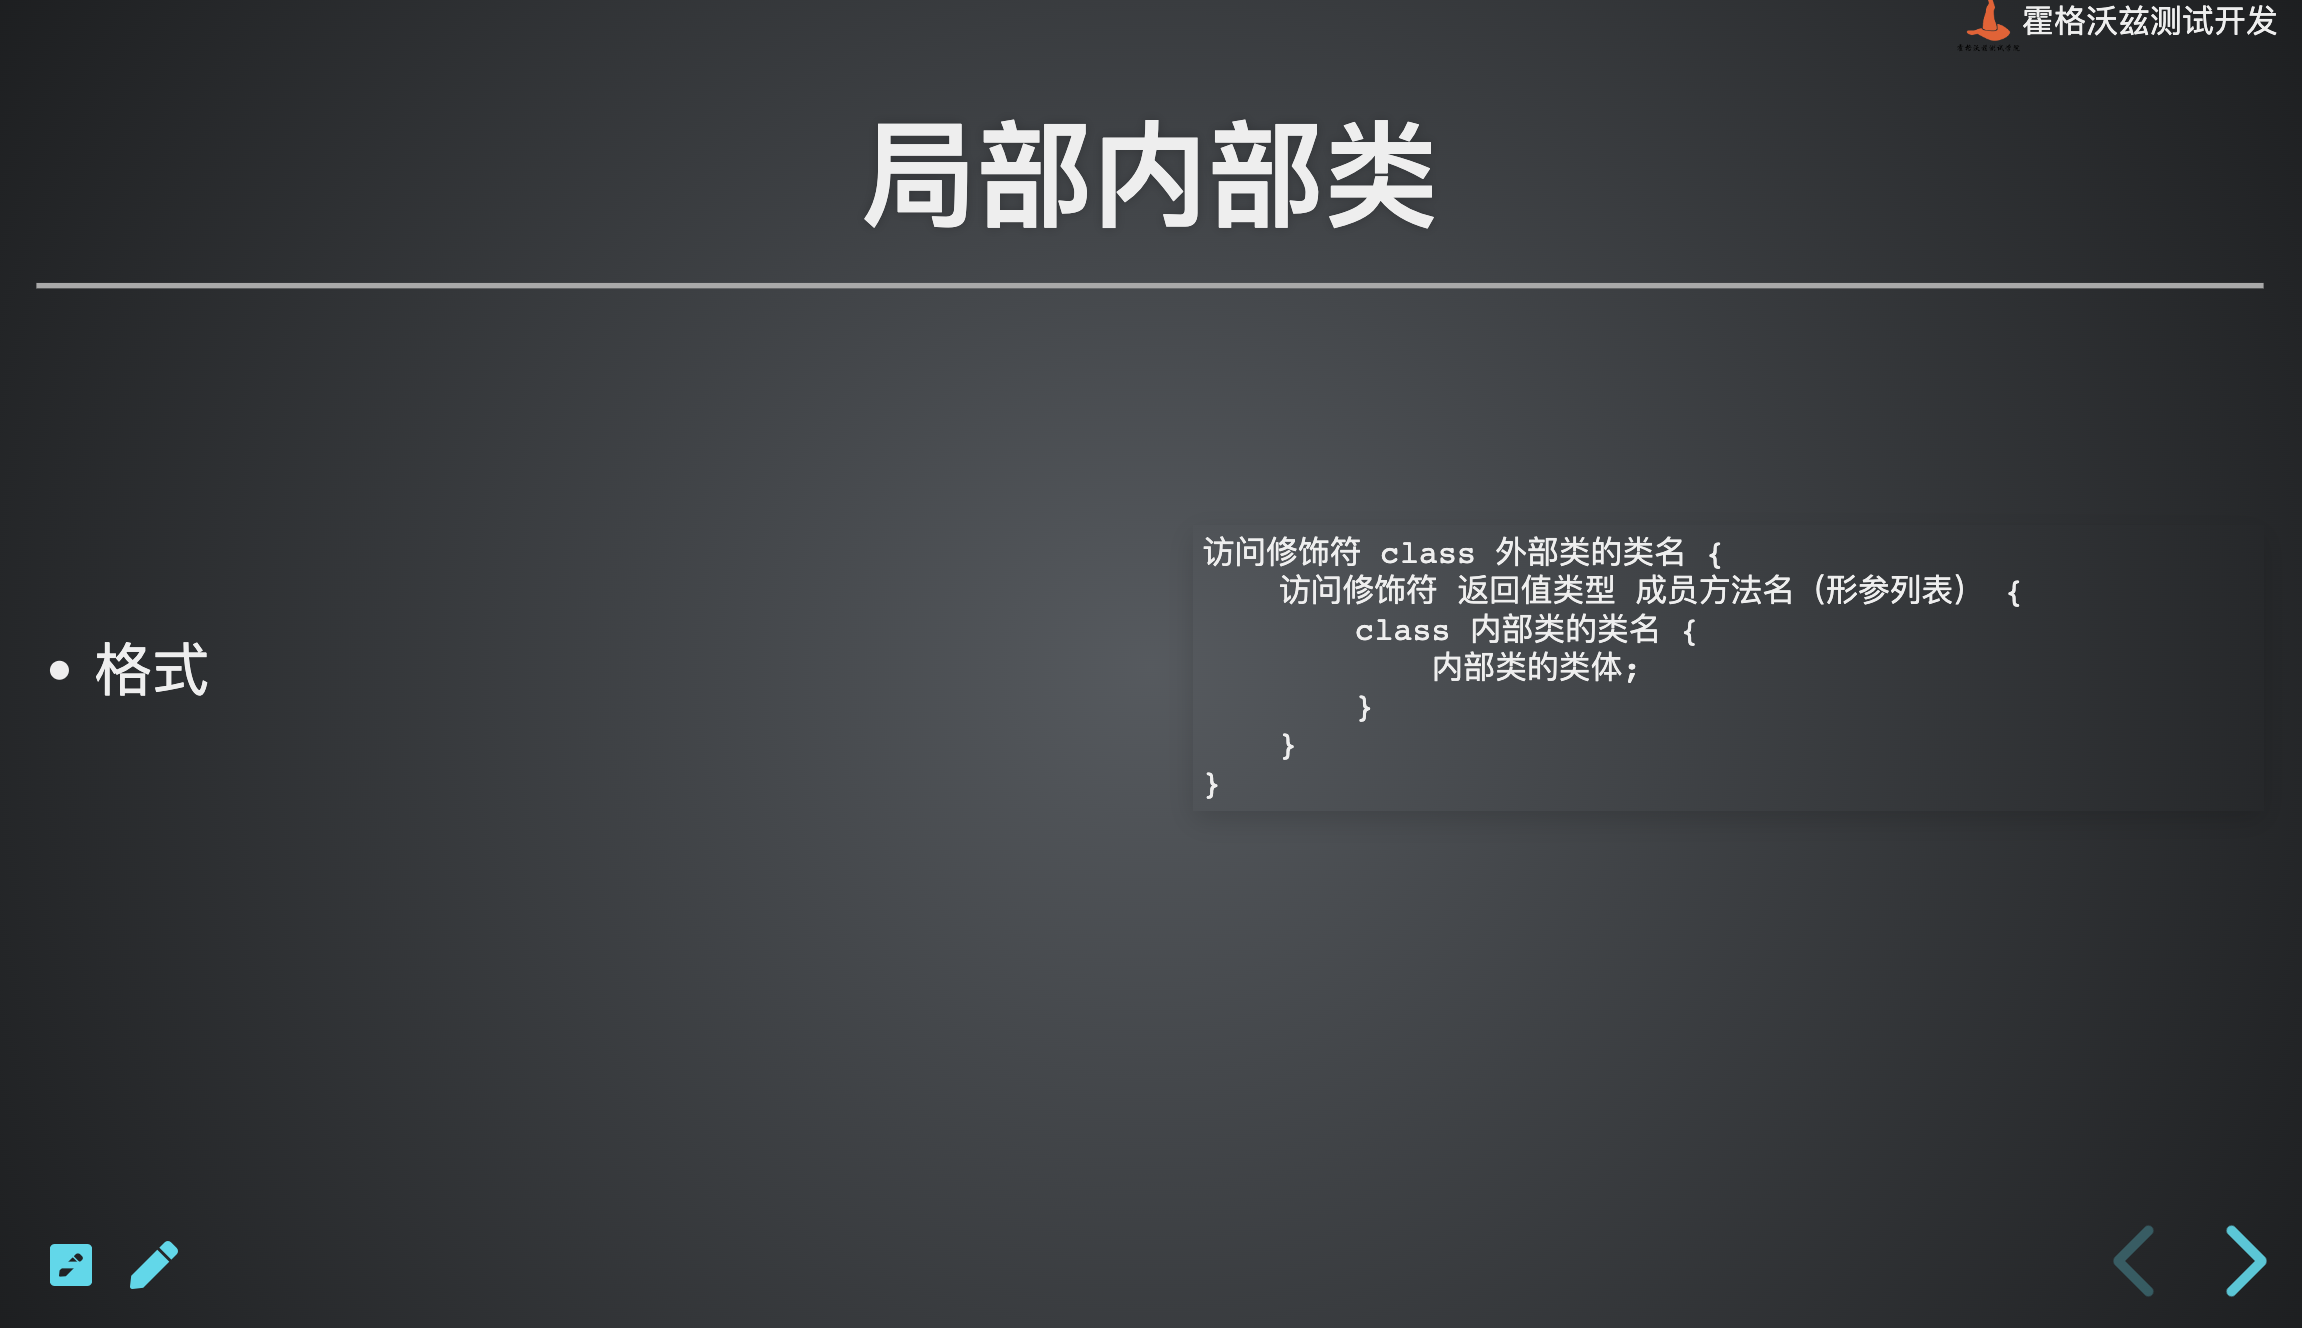 霍格沃兹测试开发
局部内部类
格式
访问修饰符 class 外部类的类名 {
    访问修饰符 返回值类型 成员方法名（形参列表） {
        class 内部类的类名 {
            内部类的类体;
        }
    }
}